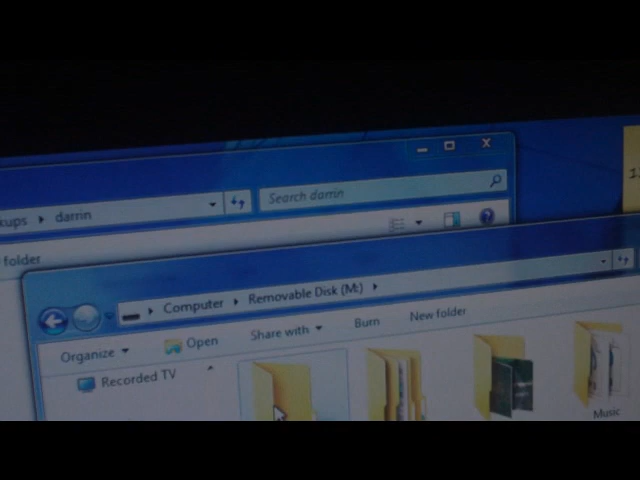 kups ▸ darrin
Search darrin
folder
Computer ▸ Removable Disk (M:) ▸
Organize
Open
Share with
Burn
New folder
Recorded TV
Music